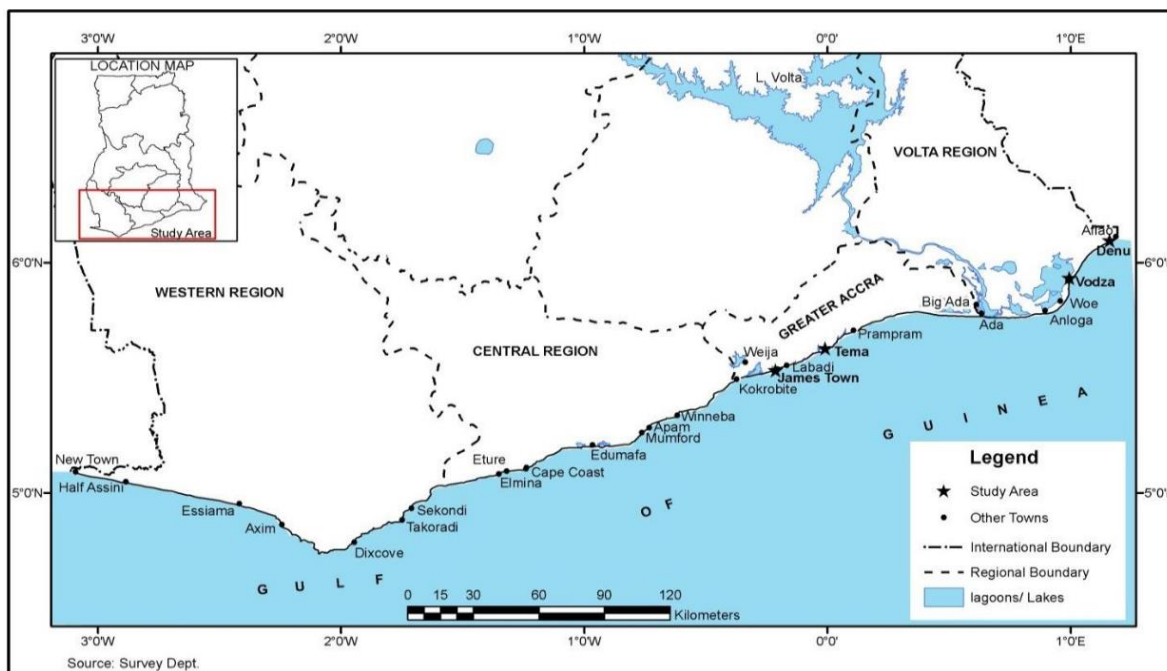 3°0'W 2°0'W 1°0'W 0°0' 1°0'E
LOCATION MAP
Study Area
L. Volta
VOLTA REGION
Aflao
Denu
6°0'N 6°0'N
WESTERN REGION
Vodza
GREATER ACCRA
Big Ada
Woe
Ada
Anloga
Prampram
CENTRAL REGION
Weija
Tema
Labadi
James Town
Kokrobite
Winneba
Apam
Mumford
Edumafa
Eture
Cape Coast
Elmina
New Town
Half Assini
5°0'N 5°0'N
Essiama
Sekondi
Axim
Takoradi
Dixcove
GULF OF GUINEA
Legend
Study Area
Other Towns
International Boundary
Regional Boundary
lagoons/ Lakes
0 15 30 60 90 120
Kilometers
3°0'W 2°0'W 1°0'W 0°0' 1°0'E
Source: Survey Dept.